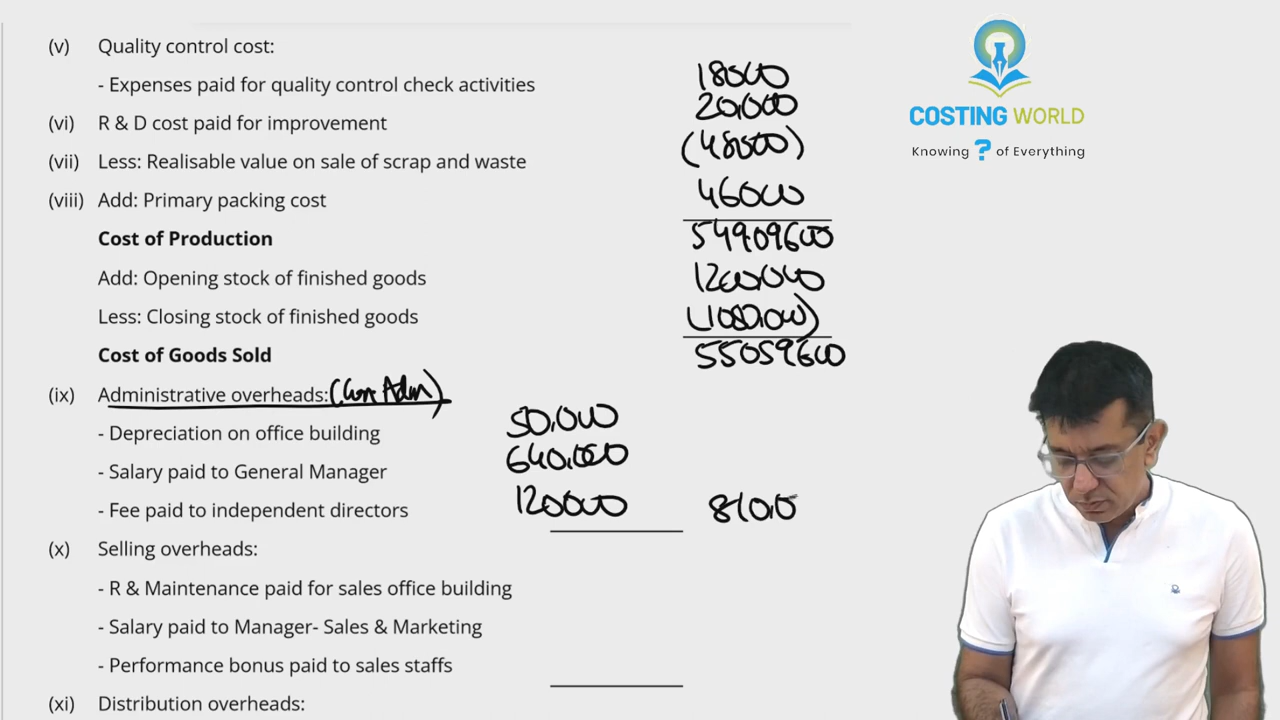 (v) Quality control cost:
- Expenses paid for quality control check activities 18000
(vi) R & D cost paid for improvement 20,000
(vii) Less: Realisable value on sale of scrap and waste (48000)
(viii) Add: Primary packing cost 46000
Cost of Production 54909600
Add: Opening stock of finished goods 1200,000
Less: Closing stock of finished goods
Cost of Goods Sold 55059600
(ix) Administrative overheads: (Gen Adm)
- Depreciation on office building 50,000
- Salary paid to General Manager 640,000
- Fee paid to independent directors 120000 810,0
(x) Selling overheads:
- R & Maintenance paid for sales office building
- Salary paid to Manager- Sales & Marketing
- Performance bonus paid to sales staffs
(xi) Distribution overheads:
COSTING WORLD
Knowing ? of Everything